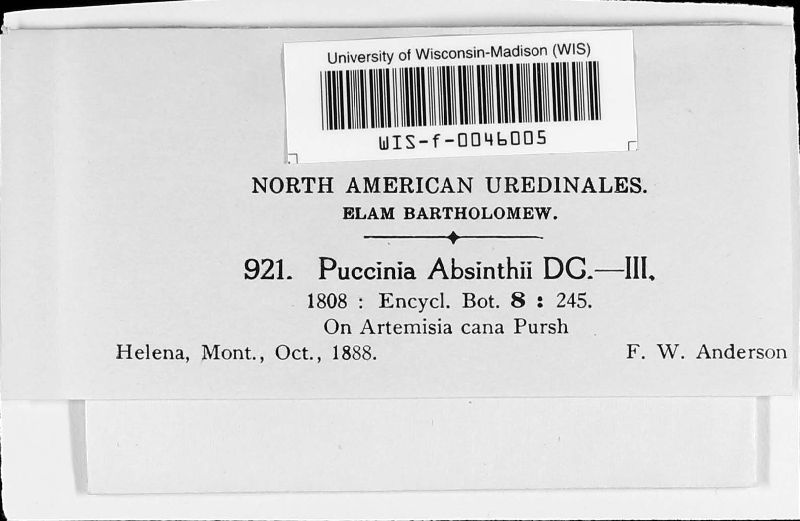 University of Wisconsin-Madison (WIS)
WIS-f-0046005
NORTH AMERICAN UREDINALES.
ELAM BARTHOLOMEW.
921. Puccinia Absinthii DC.—III.
1808 : Encycl. Bot. 8 : 245.
On Artemisia cana Pursh
Helena, Mont., Oct., 1888. F. W. Anderson